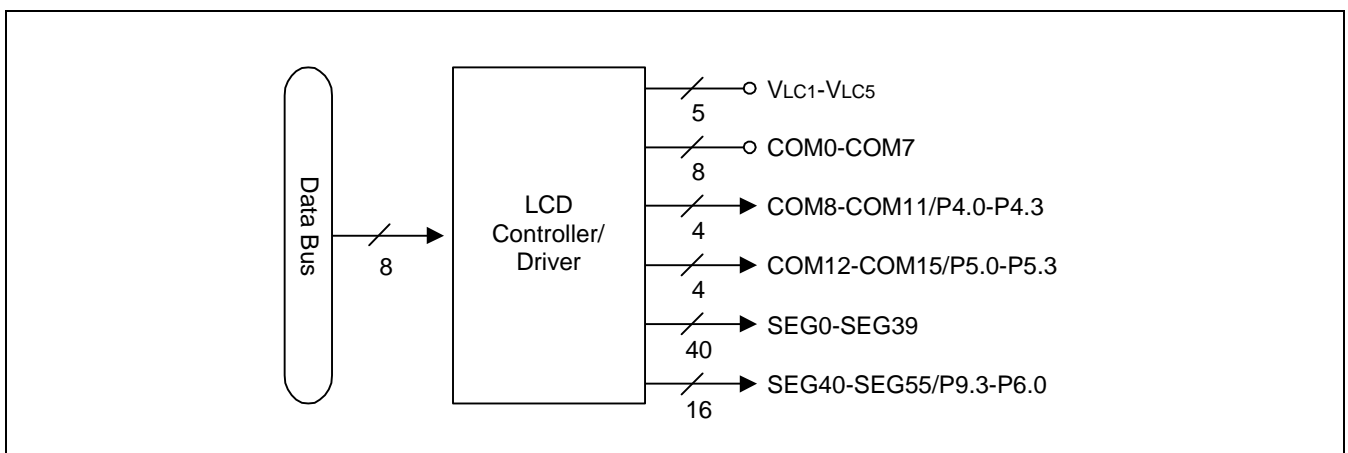 Data Bus
8
LCD
Controller/
Driver
VLC1-VLC5
5
COM0-COM7
8
COM8-COM11/P4.0-P4.3
4
COM12-COM15/P5.0-P5.3
4
SEG0-SEG39
40
SEG40-SEG55/P9.3-P6.0
16